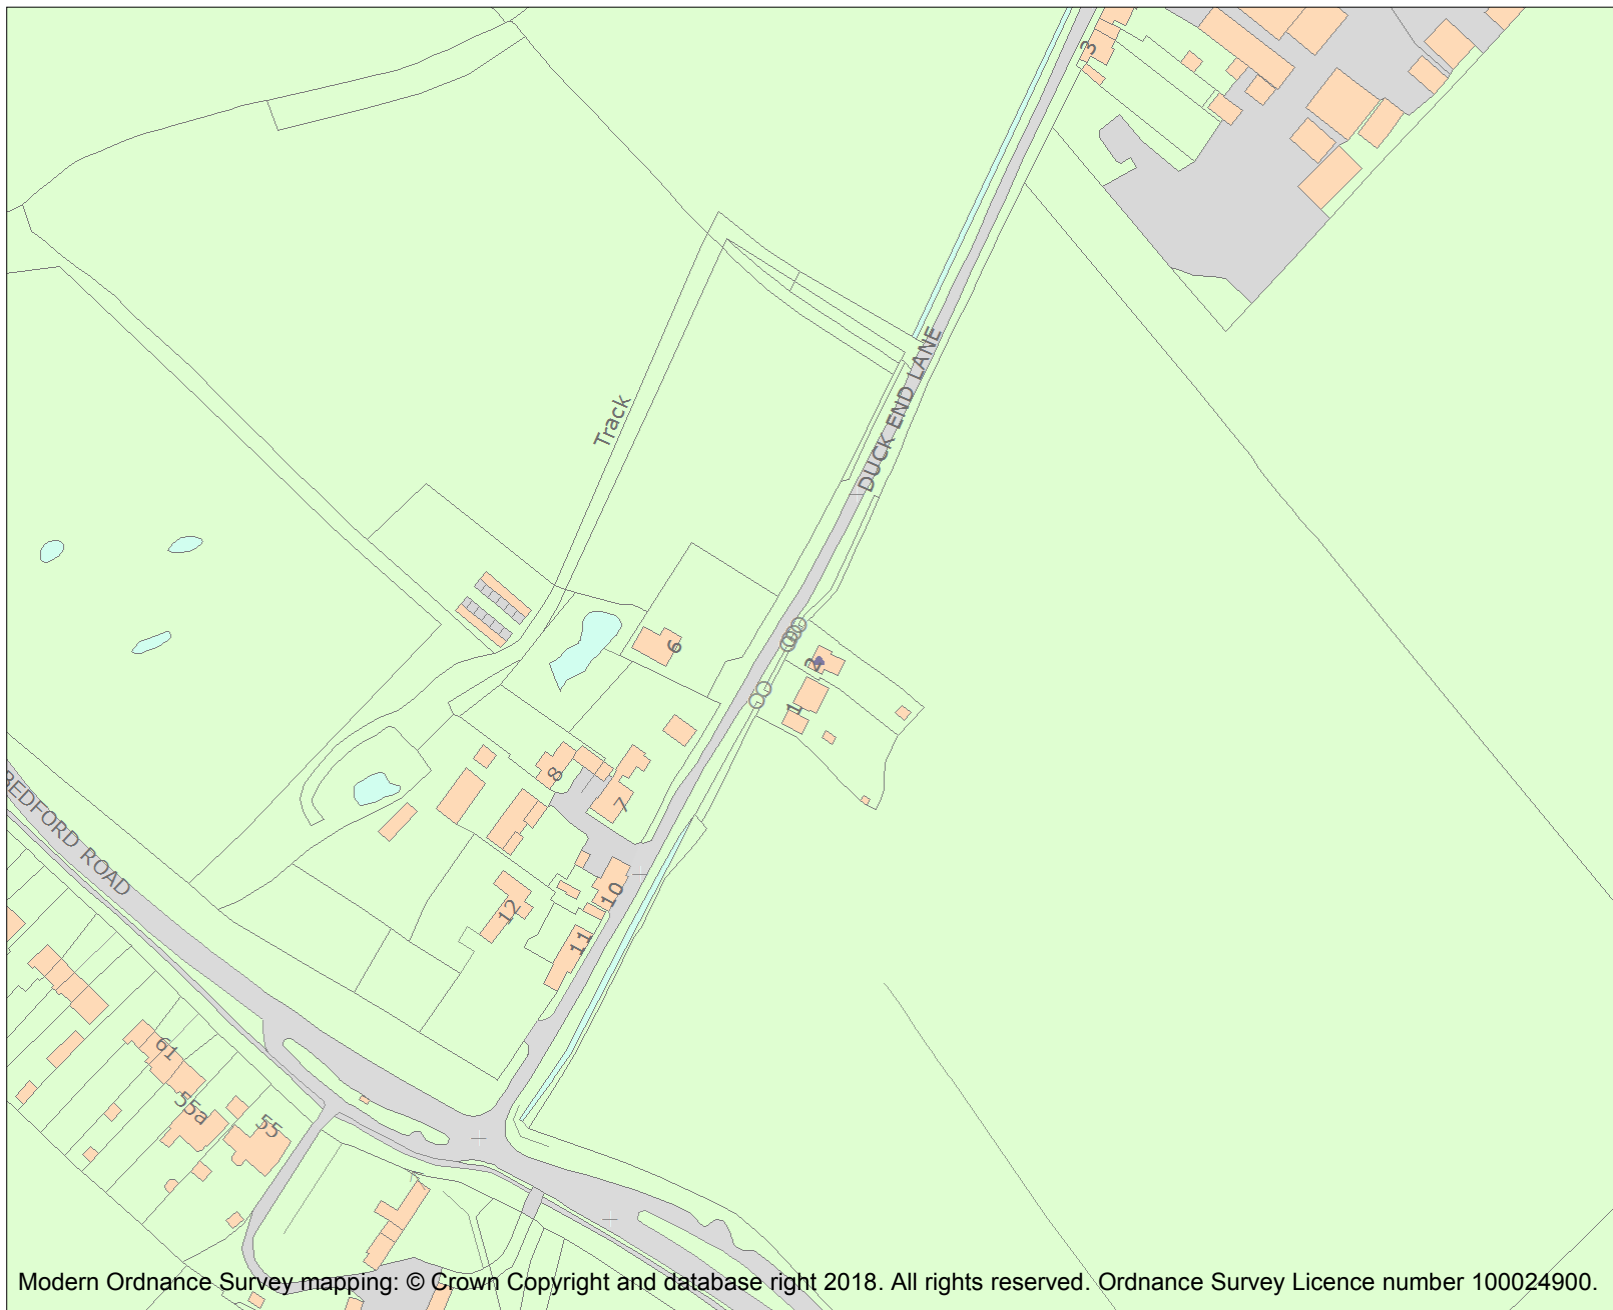 3
DUCK END LANE
Track
6
2
1
8
7
BEDFORD ROAD
10
12
11
61
55a
55
Modern Ordnance Survey mapping: © Crown Copyright and database right 2018. All rights reserved. Ordnance Survey Licence number 100024900.